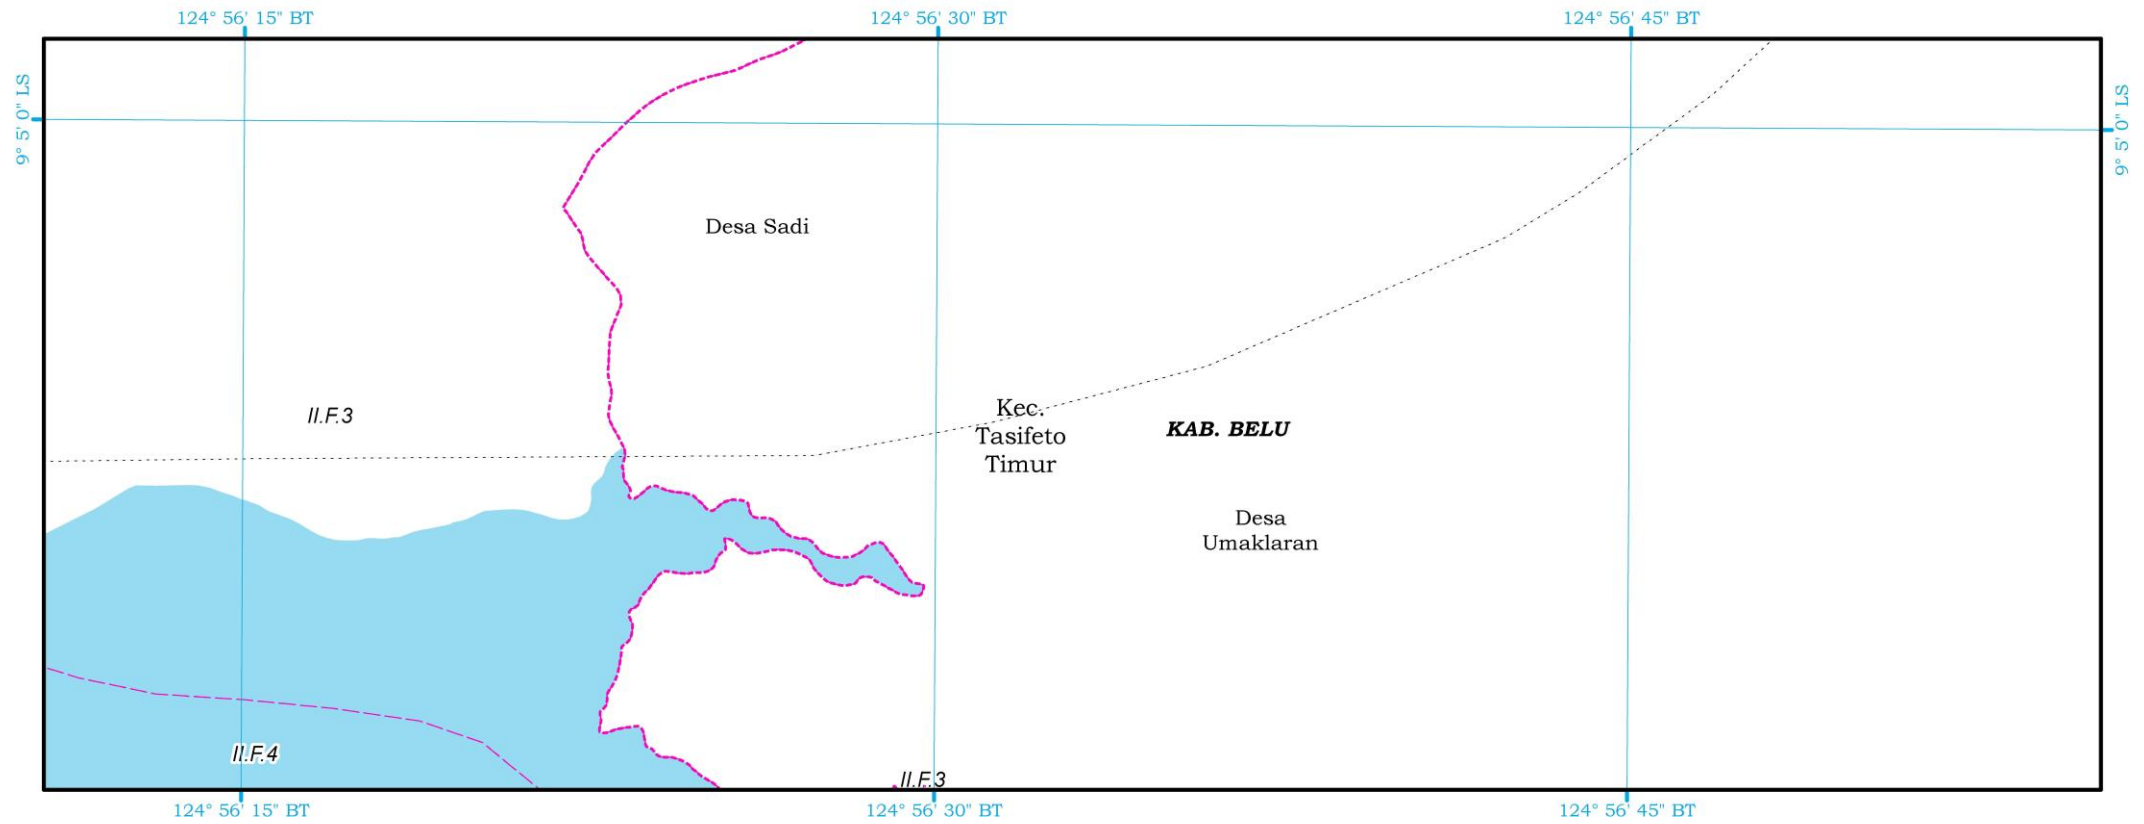 124° 56' 15" BT
124° 56' 30" BT
124° 56' 45" BT
9° 5' 0" LS
9° 5' 0" LS
Desa Sadi
II.F.3
Kec.
Tasifeto
Timur
KAB. BELU
Desa
Umaklaran
II.F.4
II.F.3
124° 56' 15" BT
124° 56' 30" BT
124° 56' 45" BT